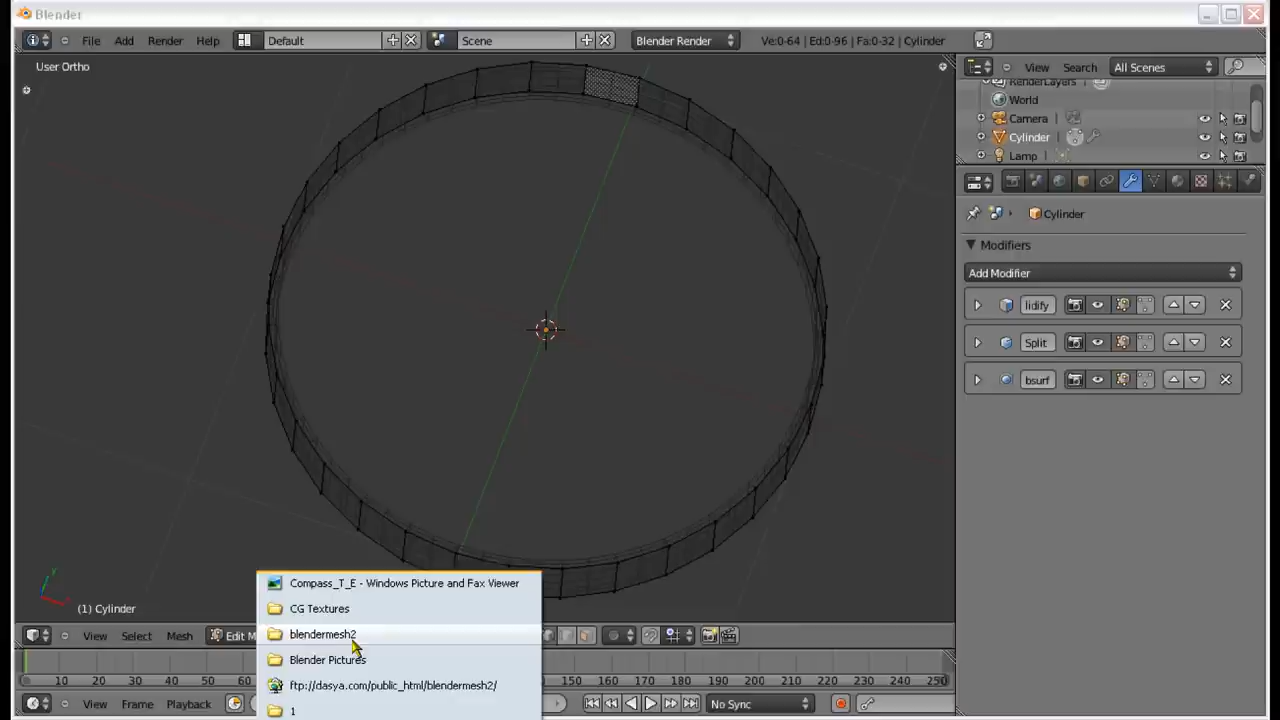 Blender
File Add Render Help Default Scene Blender Render Ve:0-64 | Ed:0-96 | Fa:0-32 | Cylinder
User Ortho
View Search All Scenes
RenderLayers
World
Camera
Cylinder
Lamp
Cylinder
Modifiers
Add Modifier
lidify
Split
bsurf
Compass_T_E - Windows Picture and Fax Viewer
CG Textures
blendermesh2
Blender Pictures
ftp://dasya.com/public_html/blendermesh2/
1
y
x
(1) Cylinder
View Select Mesh Edit M
10 20 30 40 50 60 130 140 150 160 170 180 190 200 210 220 230 240 250
View Frame Playback No Sync